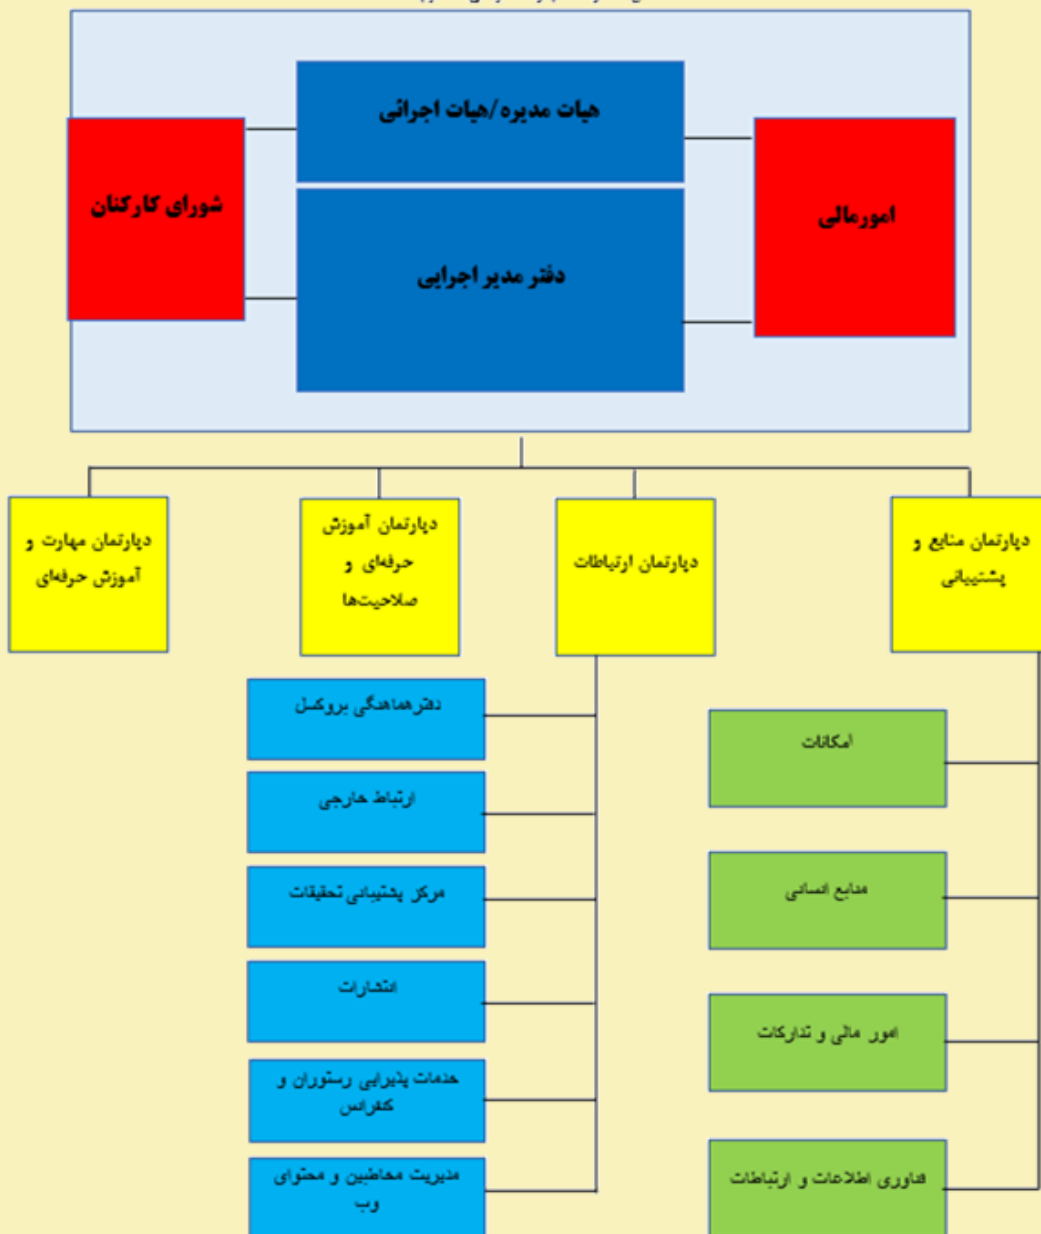 هیات مدیره/هیات اجرائی
امورمالی
شورای کارکنان
دفتر مدیر اجرایی
دپارتمان منابع و
پشتیبانی
دپارتمان ارتباطات
دپارتمان آموزش
حرفه‌ای و
صلاحیت‌ها
دپارتمان مهارت و
آموزش حرفه‌ای
امکانات
منابع انسانی
امور مالی و تدارکات
فناوری اطلاعات و ارتباطات
دفترهماهنگی بروکسل
ارتباط خارجی
مرکز پشتیبانی تحقیقات
انتشارات
خدمات پذیرایی رستوران و
کنفرانس
مدیریت مخاطبین و محتوای
وب